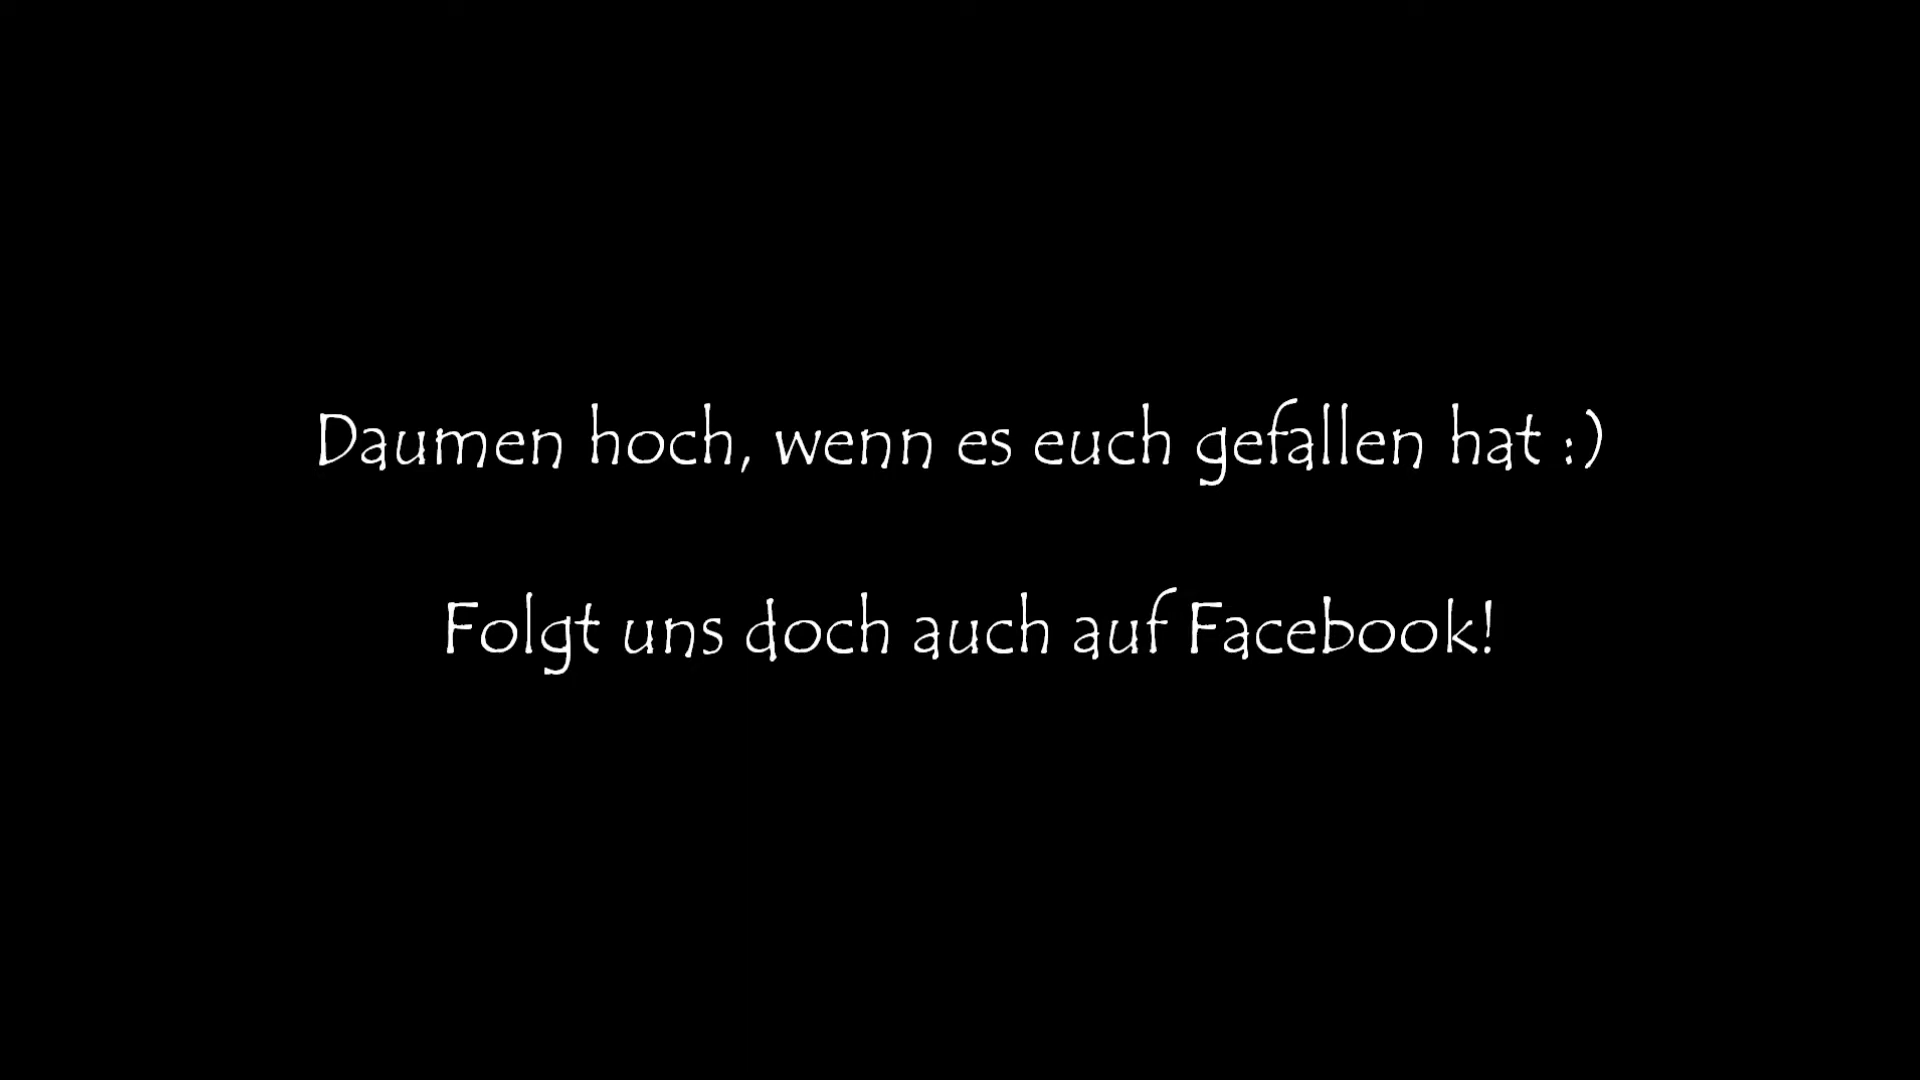 Daumen hoch, wenn es euch gefallen hat :)
Folgt uns doch auch auf Facebook!